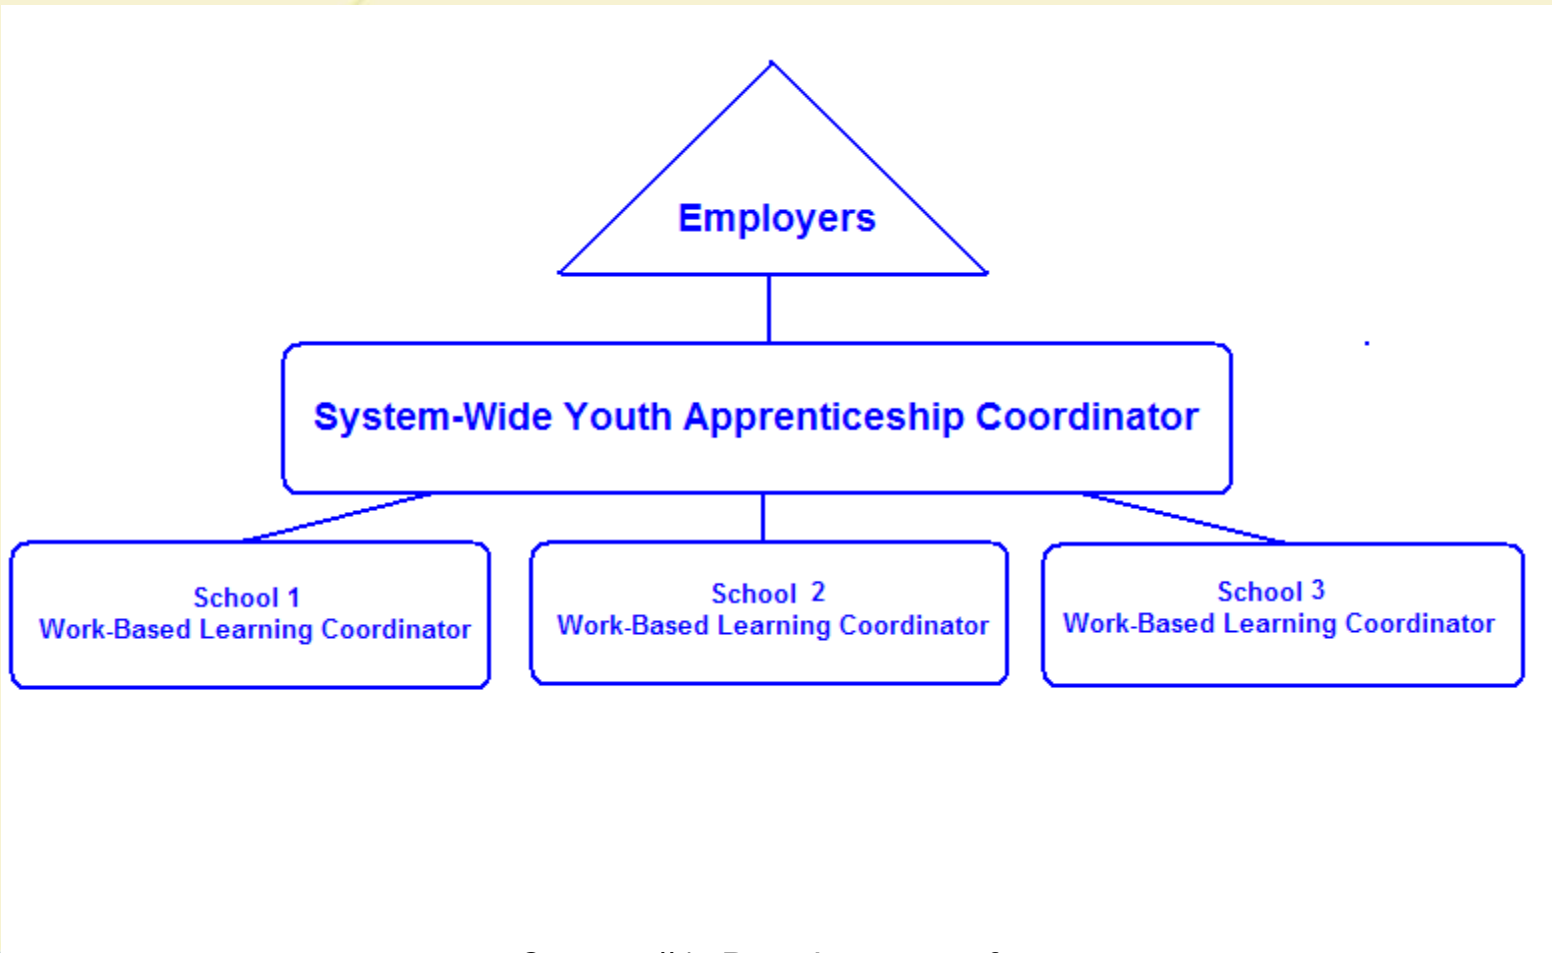 Employers
System-Wide Youth Apprenticeship Coordinator
School 1
Work-Based Learning Coordinator
School 2
Work-Based Learning Coordinator
School 3
Work-Based Learning Coordinator